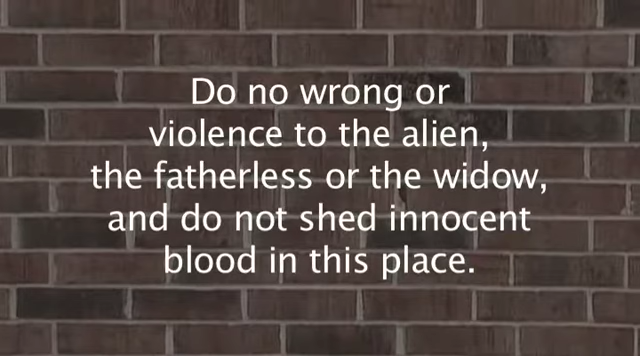 Do no wrong or
violence to the alien,
the fatherless or the widow,
and do not shed innocent
blood in this place.